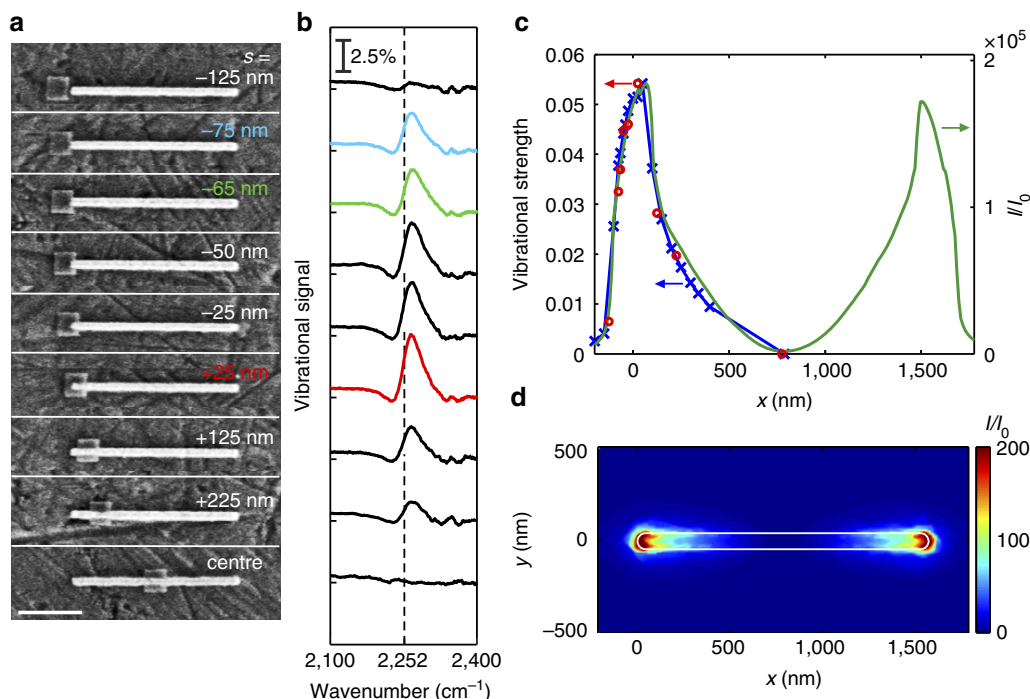 a
s =
−125 nm
−75 nm
−65 nm
−50 nm
−25 nm
+25 nm
+125 nm
+225 nm
centre
b
2.5%
Vibrational signal
2,100 2,252 2,400
Wavenumber (cm⁻¹)
c
×10⁵
0.06
0.05
0.04
0.03
0.02
0.01
0
Vibrational strength
2
1
0
I/I₀
0 500 1,000 1,500
x (nm)
d
I/I₀
500
0
−500
y (nm)
200
100
0
0 500 1,000 1,500
x (nm)